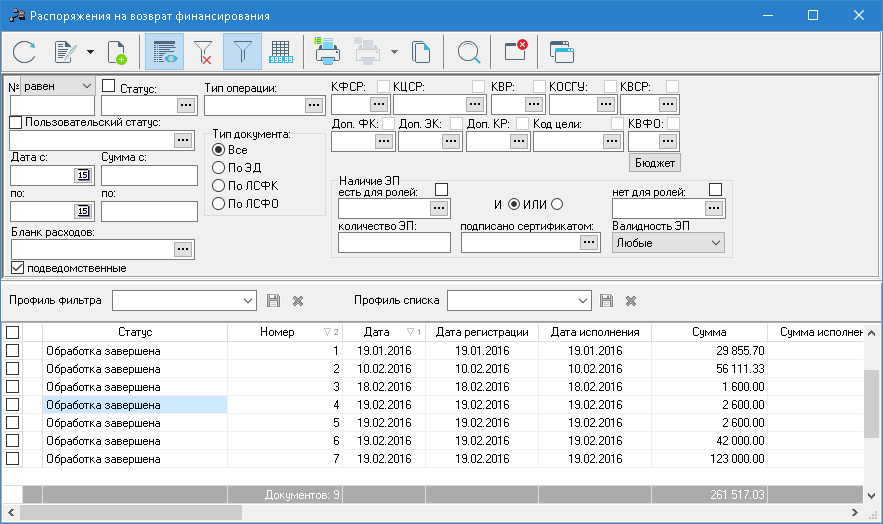 Распоряжения на возврат финансирования
999.99
№ равен Статус: Тип операции: КФСР: КЦСР: КВР: КОСГУ: КВСР:
Пользовательский статус: Тип документа: Доп. ФК: Доп. ЭК: Доп. КР: Код цели: КВФО:
Все
Дата с: Сумма с: По ЭД Бюджет
15
По ЛСФК Наличие ЭП
по: по: есть для ролей: И ИЛИ нет для ролей:
15 По ЛСФО
Бланк расходов: количество ЭП: подписано сертификатом: Валидность ЭП
Любые
подведомственные
Профиль фильтра Профиль списка
Статус Номер 2 Дата 1 Дата регистрации Дата исполнения Сумма Сумма исполнен
Обработка завершена 1 19.01.2016 19.01.2016 19.01.2016 29 855.70
Обработка завершена 2 10.02.2016 10.02.2016 10.02.2016 56 111.33
Обработка завершена 3 18.02.2016 18.02.2016 18.02.2016 1 600.00
Обработка завершена 4 19.02.2016 19.02.2016 19.02.2016 2 600.00
Обработка завершена 5 19.02.2016 19.02.2016 19.02.2016 2 600.00
Обработка завершена 6 19.02.2016 19.02.2016 19.02.2016 42 000.00
Обработка завершена 7 19.02.2016 19.02.2016 19.02.2016 123 000.00
Документов: 9 261 517.03